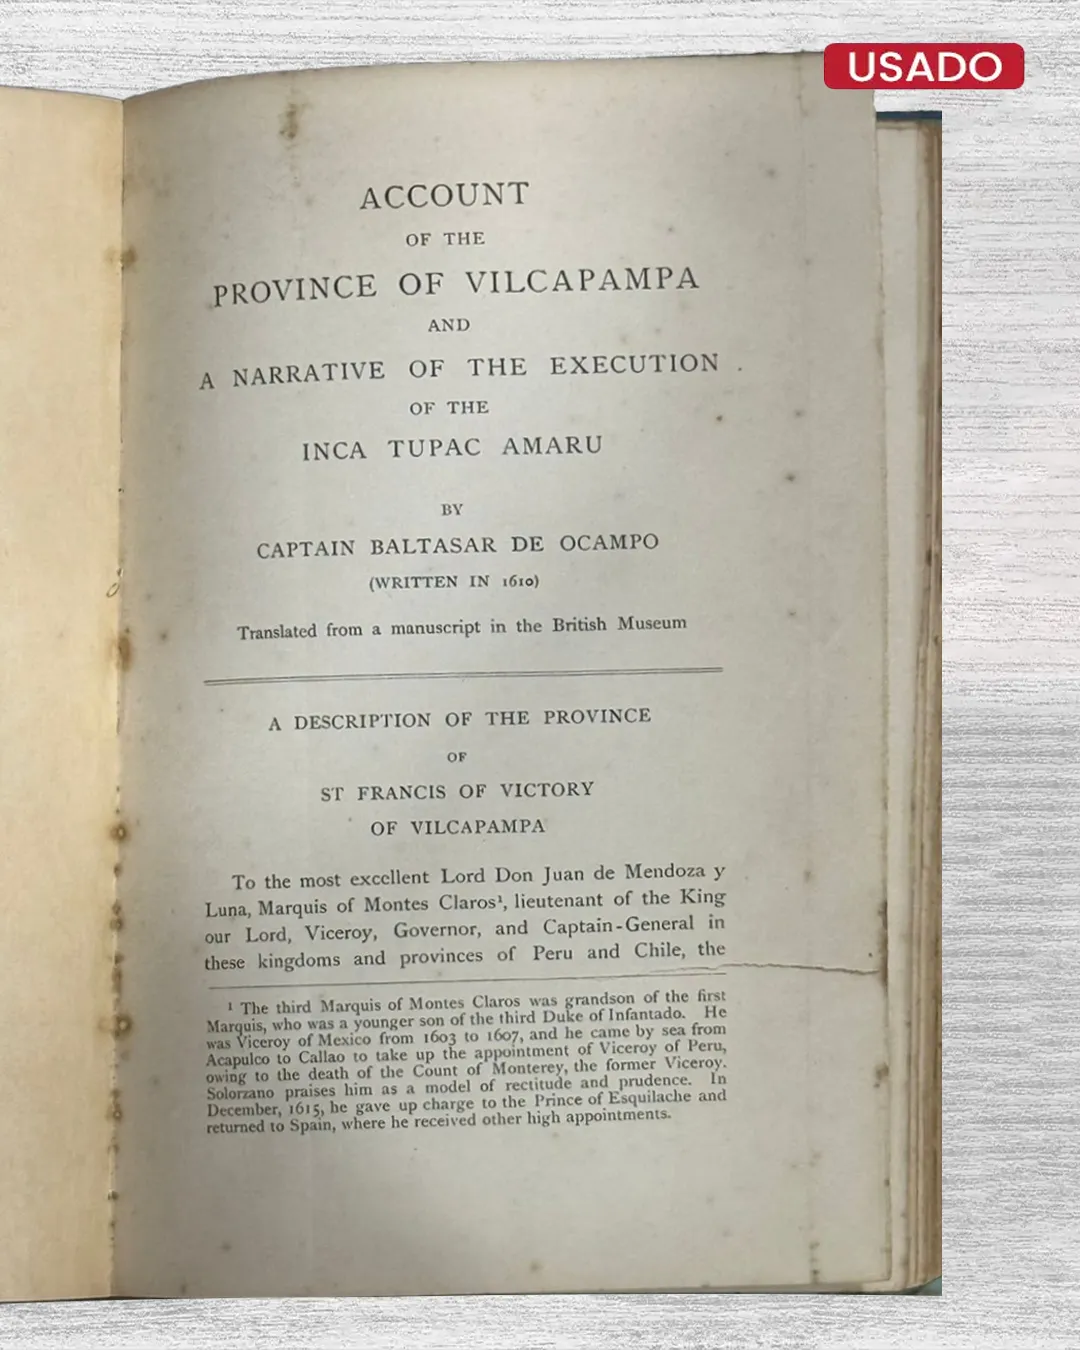 USADO
ACCOUNT
OF THE
PROVINCE OF VILCAPAMPA
AND
A NARRATIVE OF THE EXECUTION
OF THE
INCA TUPAC AMARU
BY
CAPTAIN BALTASAR DE OCAMPO
(WRITTEN IN 1610)
Translated from a manuscript in the British Museum
A DESCRIPTION OF THE PROVINCE
OF
ST FRANCIS OF VICTORY
OF VILCAPAMPA
To the most excellent Lord Don Juan de Mendoza y
Luna, Marquis of Montes Claros¹, lieutenant of the King
our Lord, Viceroy, Governor, and Captain-General in
these kingdoms and provinces of Peru and Chile, the
¹ The third Marquis of Montes Claros was grandson of the first
Marquis, who was a younger son of the third Duke of Infantado. He
was Viceroy of Mexico from 1603 to 1607, and he came by sea from
Acapulco to Callao to take up the appointment of Viceroy of Peru,
owing to the death of the Count of Monterey, the former Viceroy.
Solorzano praises him as a model of rectitude and prudence. In
December, 1615, he gave up charge to the Prince of Esquilache and
returned to Spain, where he received other high appointments.